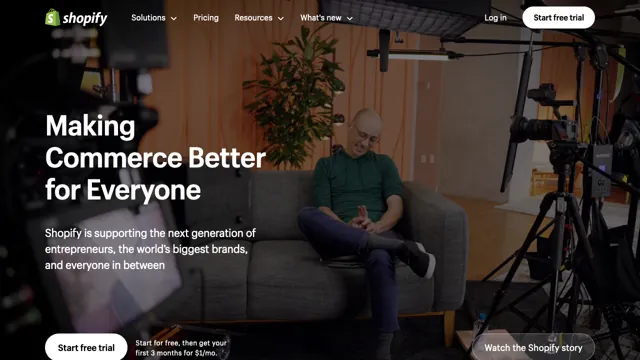 shopify
Solutions
Pricing
Resources
What's new
Log in
Start free trial
Making
Commerce Better
for Everyone
Shopify is supporting the next generation of
entrepreneurs, the world's biggest brands,
and everyone in between
Start free trial
Start for free, then get your
first 3 months for $1/mo.
Watch the Shopify story